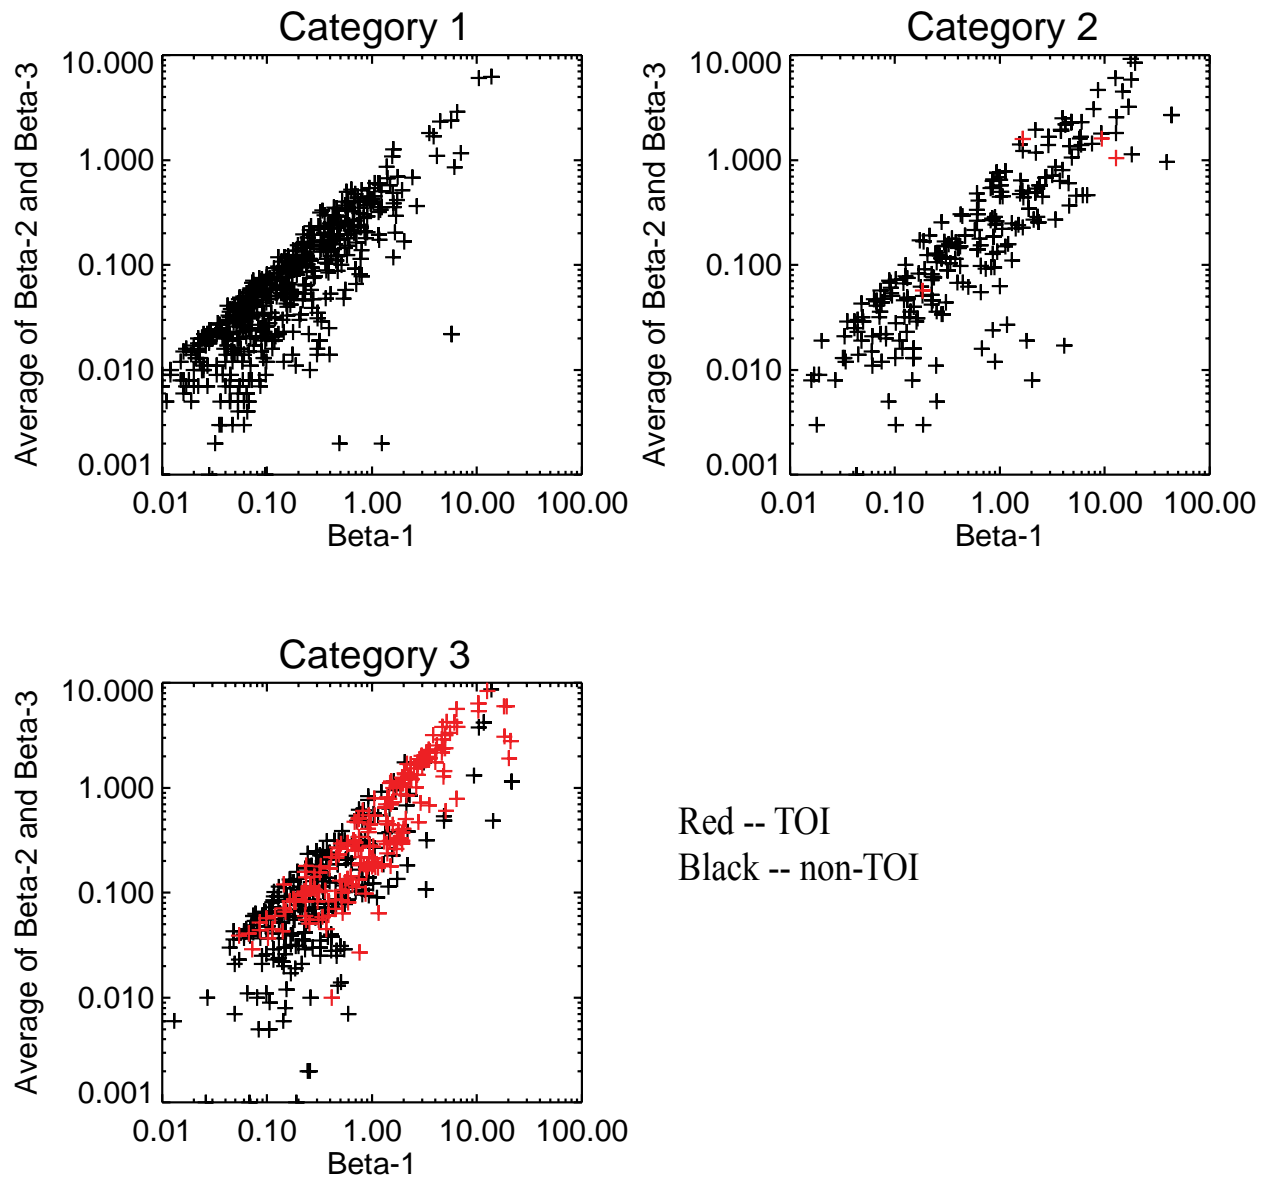 Category 1
Average of Beta-2 and Beta-3
10.000
1.000
0.100
0.010
0.001
0.01 0.10 1.00 10.00 100.00
Beta-1
Category 2
Average of Beta-2 and Beta-3
10.000
1.000
0.100
0.010
0.001
0.01 0.10 1.00 10.00 100.00
Beta-1
Category 3
Average of Beta-2 and Beta-3
10.000
1.000
0.100
0.010
0.001
0.01 0.10 1.00 10.00 100.00
Beta-1
Red -- TOI
Black -- non-TOI